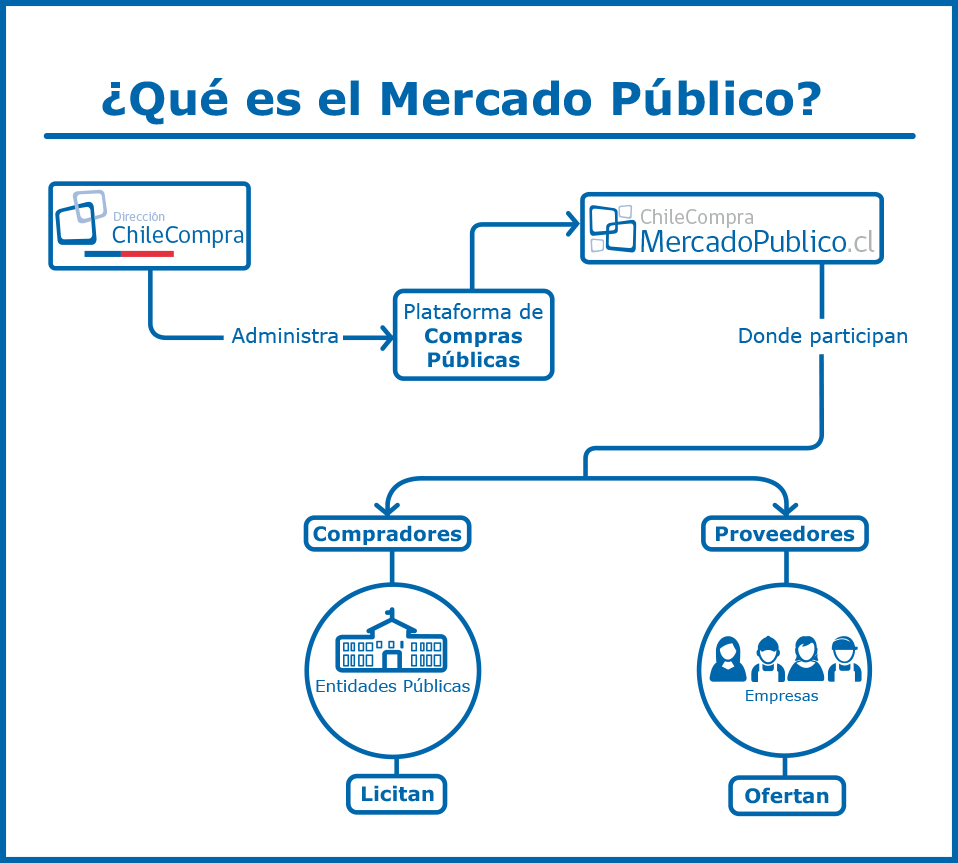 ¿Qué es el Mercado Público?
Dirección
ChileCompra
ChileCompra
MercadoPublico.cl
Administra
Plataforma de
Compras
Públicas
Donde participan
Compradores
Proveedores
Entidades Públicas
Empresas
Licitan
Ofertan